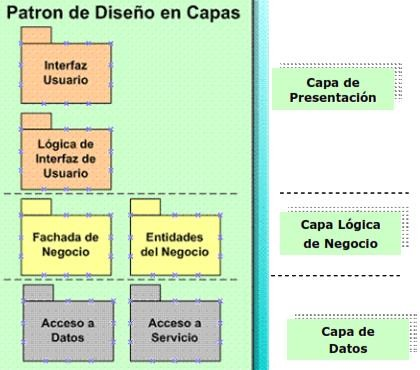 Patron de Diseño en Capas
Interfaz
Usuario
Capa de
Presentación
Lógica de
Interfaz de
Usuario
Fachada de
Negocio
Entidades
del Negocio
Capa Lógica
de Negocio
Acceso a
Datos
Acceso a
Servicio
Capa de
Datos